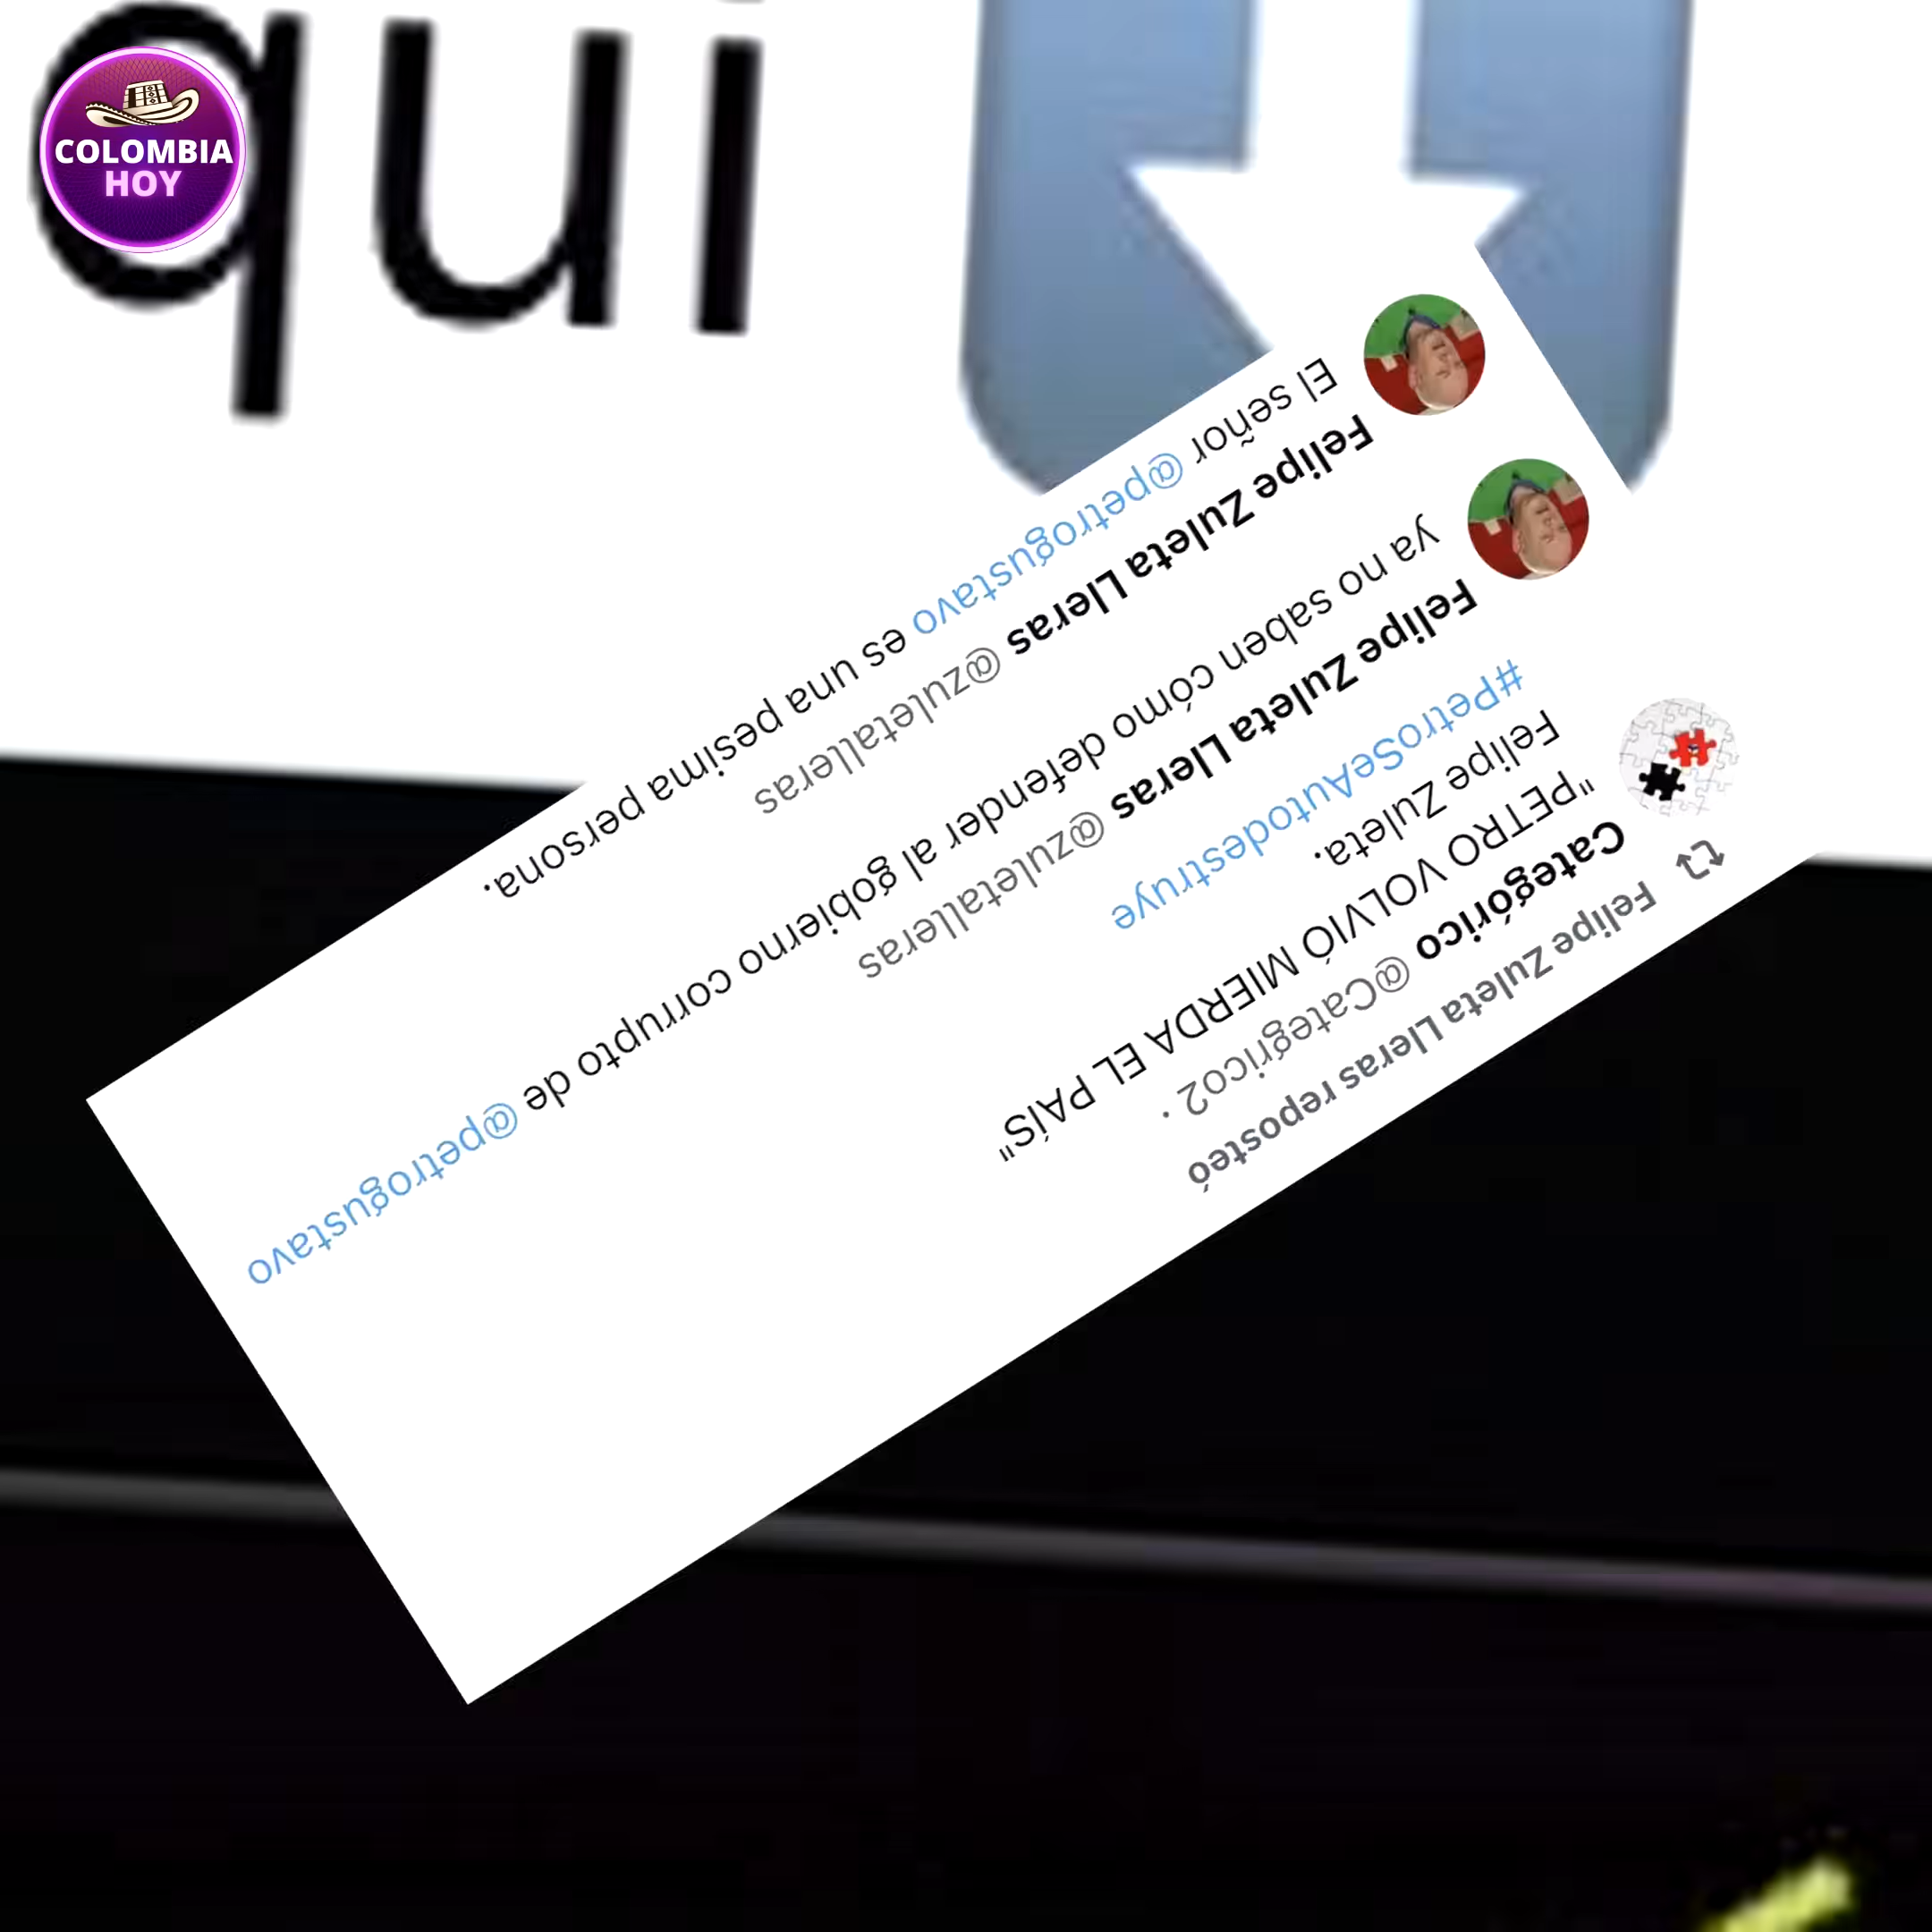 qui
COLOMBIA
HOY
Felipe Zuleta Lleras reposteó
Categórico @Categrico2 ·
"PETRO VOLVIÓ MIERDA EL PAÍS"
Felipe Zuleta.
#PetroSeAutodestruye
Felipe Zuleta Lleras @zuletalleras
ya no saben cómo defender al gobierno corrupto de @petrogustavo
Felipe Zuleta Lleras @zuletalleras
El señor @petrogustavo es una pésima persona.